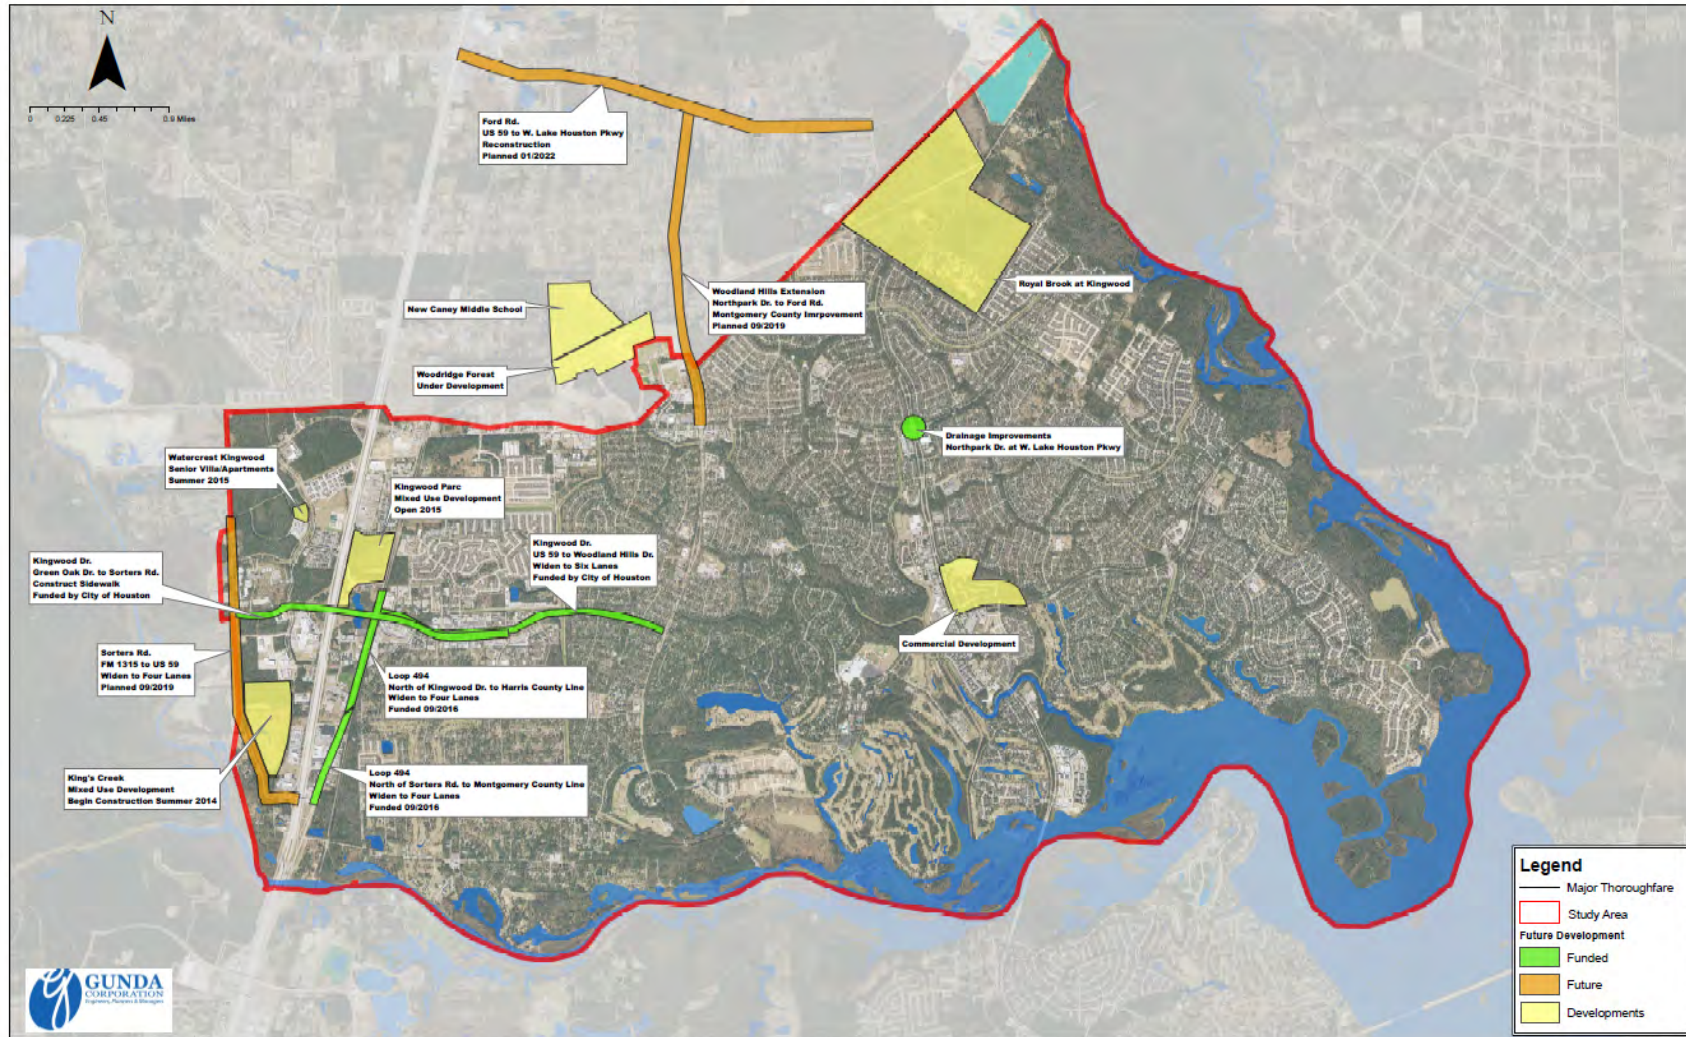 N
0 0.225 0.45 0.9 Miles
Ford Rd.
US 59 to W. Lake Houston Pkwy
Reconstruction
Planned 01/2022
Woodland Hills Extension
Northpark Dr. to Ford Rd.
Montgomery County Imrpovement
Planned 09/2019
Royal Brook at Kingwood
New Caney Middle School
Woodridge Forest
Under Development
Drainage Improvements
Northpark Dr. at W. Lake Houston Pkwy
Watercrest Kingwood
Senior Villa/Apartments
Summer 2015
Kingwood Parc
Mixed Use Development
Open 2015
Kingwood Dr.
US 59 to Woodland Hills Dr.
Widen to Six Lanes
Funded by City of Houston
Kingwood Dr.
Green Oak Dr. to Sorters Rd.
Construct Sidewalk
Funded by City of Houston
Commercial Development
Sorters Rd.
FM 1315 to US 59
Widen to Four Lanes
Planned 09/2019
Loop 494
North of Kingwood Dr. to Harris County Line
Widen to Four Lanes
Funded 09/2016
King's Creek
Mixed Use Development
Begin Construction Summer 2014
Loop 494
North of Sorters Rd. to Montgomery County Line
Widen to Four Lanes
Funded 09/2016
GUNDA
CORPORATION
Engineers, Planners & Managers
Legend
Major Thoroughfare
Study Area
Future Development
Funded
Future
Developments